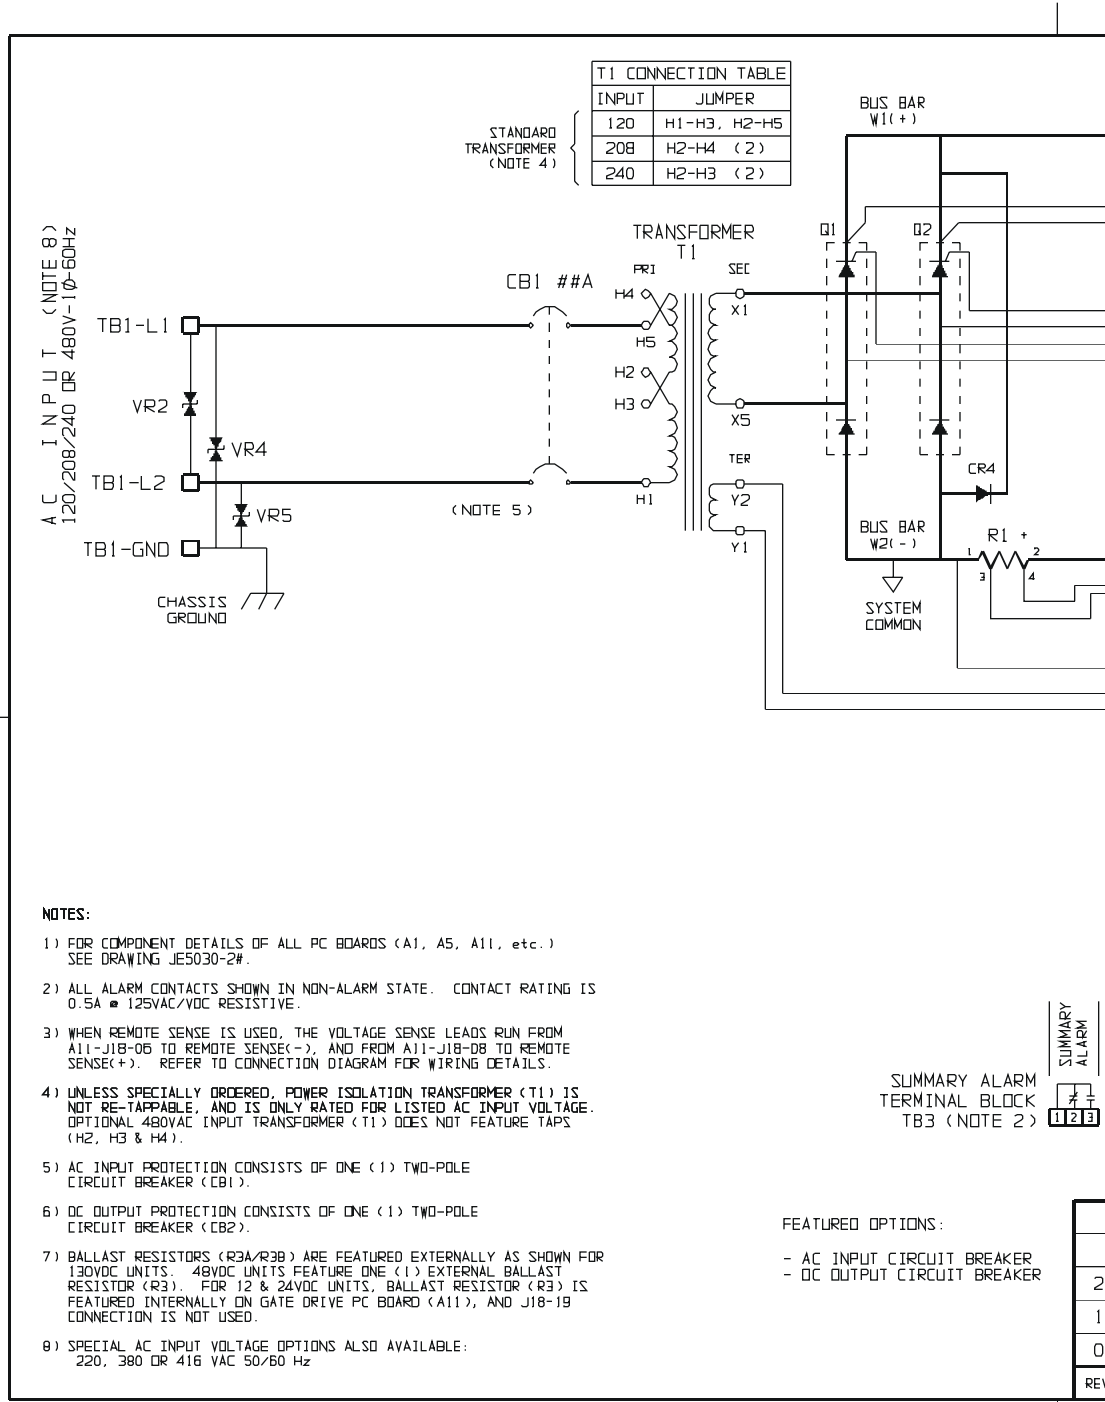 T1 CONNECTION TABLE
INPUT JUMPER
120 H1-H3, H2-H5
208 H2-H4 (2)
240 H2-H3 (2)
STANDARD
TRANSFORMER
(NOTE 4)
BUS BAR
W1(+)
AC INPUT (NOTE 8)
120/208/240 OR 480V-1Ø-60Hz
TRANSFORMER
T1
PRI SEC
Q1 Q2
CB1 ##A
H4
X1
TB1-L1
H5
H2
VR2
H3
X5
VR4
TER
CR4
TB1-L2
H1
Y2
(NOTE 5)
VR5
BUS BAR
W2(-)
R1 +
1 2
3 4
Y1
TB1-GND
CHASSIS
GROUND
SYSTEM
COMMON
NOTES:
1) FOR COMPONENT DETAILS OF ALL PC BOARDS (A1, A5, A11, etc.)
SEE DRAWING JE5030-2#.
2) ALL ALARM CONTACTS SHOWN IN NON-ALARM STATE. CONTACT RATING IS
0.5A @ 125VAC/VDC RESISTIVE.
3) WHEN REMOTE SENSE IS USED, THE VOLTAGE SENSE LEADS RUN FROM
A11-J18-06 TO REMOTE SENSE(-), AND FROM A11-J18-08 TO REMOTE
SENSE(+). REFER TO CONNECTION DIAGRAM FOR WIRING DETAILS.
4) UNLESS SPECIALLY ORDERED, POWER ISOLATION TRANSFORMER (T1) IS
NOT RE-TAPPABLE, AND IS ONLY RATED FOR LISTED AC INPUT VOLTAGE.
OPTIONAL 480VAC INPUT TRANSFORMER (T1) DOES NOT FEATURE TAPS
(H2, H3 & H4).
5) AC INPUT PROTECTION CONSISTS OF ONE (1) TWO-POLE
CIRCUIT BREAKER (CB1).
6) DC OUTPUT PROTECTION CONSISTS OF ONE (1) TWO-POLE
CIRCUIT BREAKER (CB2).
7) BALLAST RESISTORS (R3A/R3B) ARE FEATURED EXTERNALLY AS SHOWN FOR
130VDC UNITS. 48VDC UNITS FEATURE ONE (1) EXTERNAL BALLAST
RESISTOR (R3). FOR 12 & 24VDC UNITS, BALLAST RESISTOR (R3) IS
FEATURED INTERNALLY ON GATE DRIVE PC BOARD (A11), AND J18-19
CONNECTION IS NOT USED.
8) SPECIAL AC INPUT VOLTAGE OPTIONS ALSO AVAILABLE:
220, 380 OR 416 VAC 50/60 Hz
SUMMARY
ALARM
SUMMARY ALARM
TERMINAL BLOCK
TB3 (NOTE 2)
1 2 3
FEATURED OPTIONS:
- AC INPUT CIRCUIT BREAKER
- DC OUTPUT CIRCUIT BREAKER
2
1
0
REV